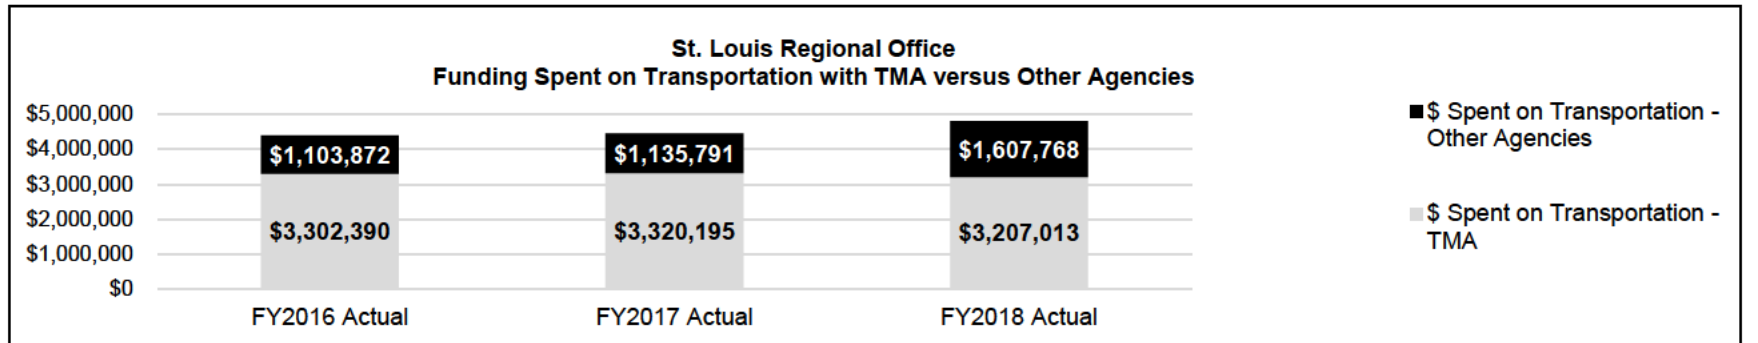 St. Louis Regional Office
Funding Spent on Transportation with TMA versus Other Agencies
$5,000,000
$4,000,000
$3,000,000
$2,000,000
$1,000,000
$0
$1,103,872
$1,135,791
$1,607,768
$3,302,390
$3,320,195
$3,207,013
FY2016 Actual
FY2017 Actual
FY2018 Actual
$ Spent on Transportation -
Other Agencies
$ Spent on Transportation -
TMA